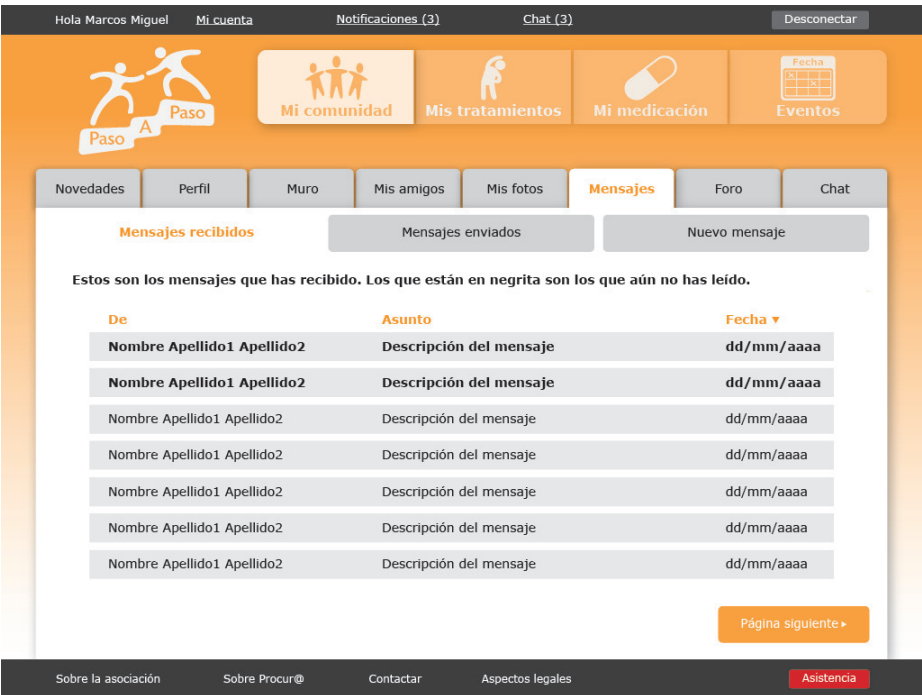 Hola Marcos Miguel Mi cuenta Notificaciones (3) Chat (3) Desconectar
Paso A Paso
Mi comunidad Mis tratamientos Mi medicación Fecha Eventos
Novedades Perfil Muro Mis amigos Mis fotos Mensajes Foro Chat
Mensajes recibidos Mensajes enviados Nuevo mensaje
Estos son los mensajes que has recibido. Los que están en negrita son los que aún no has leído.
De Asunto Fecha ▼
Nombre Apellido1 Apellido2 Descripción del mensaje dd/mm/aaaa
Nombre Apellido1 Apellido2 Descripción del mensaje dd/mm/aaaa
Nombre Apellido1 Apellido2 Descripción del mensaje dd/mm/aaaa
Nombre Apellido1 Apellido2 Descripción del mensaje dd/mm/aaaa
Nombre Apellido1 Apellido2 Descripción del mensaje dd/mm/aaaa
Nombre Apellido1 Apellido2 Descripción del mensaje dd/mm/aaaa
Nombre Apellido1 Apellido2 Descripción del mensaje dd/mm/aaaa
Página siguiente ▸
Sobre la asociación Sobre Procur@ Contactar Aspectos legales Asistencia